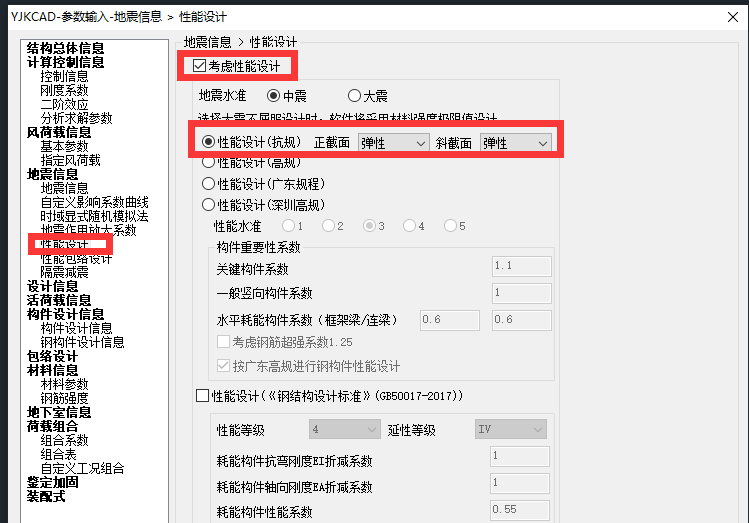 YJKCAD-参数输入-地震信息 > 性能设计
结构总体信息
计算控制信息
控制信息
刚度系数
二阶效应
分析求解参数
风荷载信息
基本参数
指定风荷载
地震信息
地震信息
自定义影响系数曲线
时域显式随机模拟法
地震作用放大系数
性能设计
性能包络设计
隔震减震
设计信息
活荷载信息
构件设计信息
构件设计信息
钢构件设计信息
包络设计
材料信息
材料参数
钢筋强度
地下室信息
荷载组合
组合系数
组合表
自定义工况组合
鉴定加固
装配式
地震信息 > 性能设计
考虑性能设计
地震水准 中震 大震
选择大震不屈服设计时，软件将采用材料强度极限值设计
性能设计(抗规) 正截面 弹性 斜截面 弹性
性能设计(高规)
性能设计(广东规程)
性能设计(深圳高规)
性能水准 1 2 3 4 5
构件重要性系数
关键构件系数 1.1
一般竖向构件系数 1
水平耗能构件系数（框架梁/连梁） 0.6 0.6
考虑钢筋超强系数1.25
按广东高规进行钢构件性能设计
性能设计(《钢结构设计标准》(GB50017-2017))
性能等级 4 延性等级 IV
耗能构件抗弯刚度EI折减系数 1
耗能构件轴向刚度EA折减系数 1
耗能构件性能系数 0.55